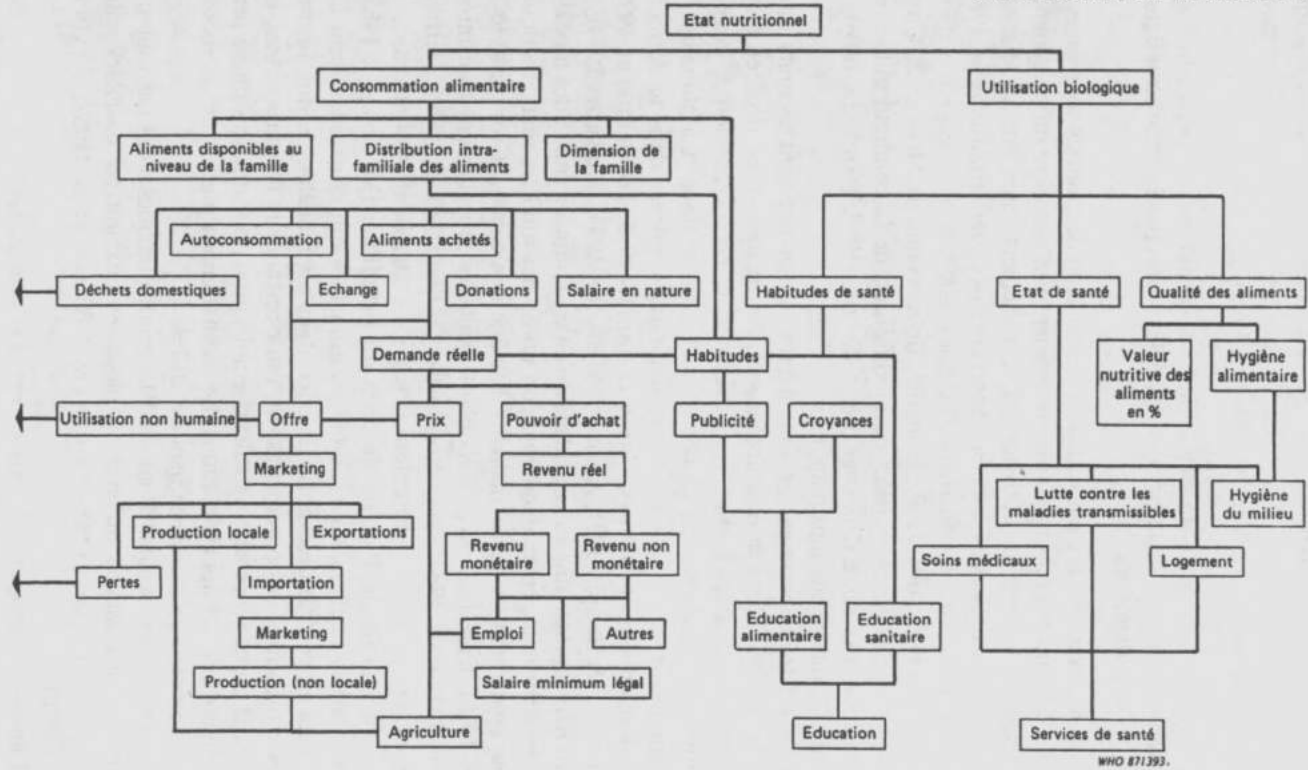 Etat nutritionnel
Consommation alimentaire
Utilisation biologique
Aliments disponibles au
niveau de la famille
Distribution intra-
familiale des aliments
Dimension de
la famille
Autoconsommation
Aliments achetés
Déchets domestiques
Echange
Donations
Salaire en nature
Habitudes de santé
Etat de santé
Qualité des aliments
Demande réelle
Habitudes
Valeur
nutritive des
aliments
en %
Hygiène
alimentaire
Utilisation non humaine
Offre
Prix
Pouvoir d'achat
Publicité
Croyances
Marketing
Revenu réel
Lutte contre les
maladies transmissibles
Hygiène
du milieu
Production locale
Exportations
Revenu
monétaire
Revenu non
monétaire
Soins médicaux
Logement
Pertes
Importation
Marketing
Emploi
Autres
Education
alimentaire
Education
sanitaire
Production (non locale)
Salaire minimum légal
Agriculture
Education
Services de santé
WHO 871393.